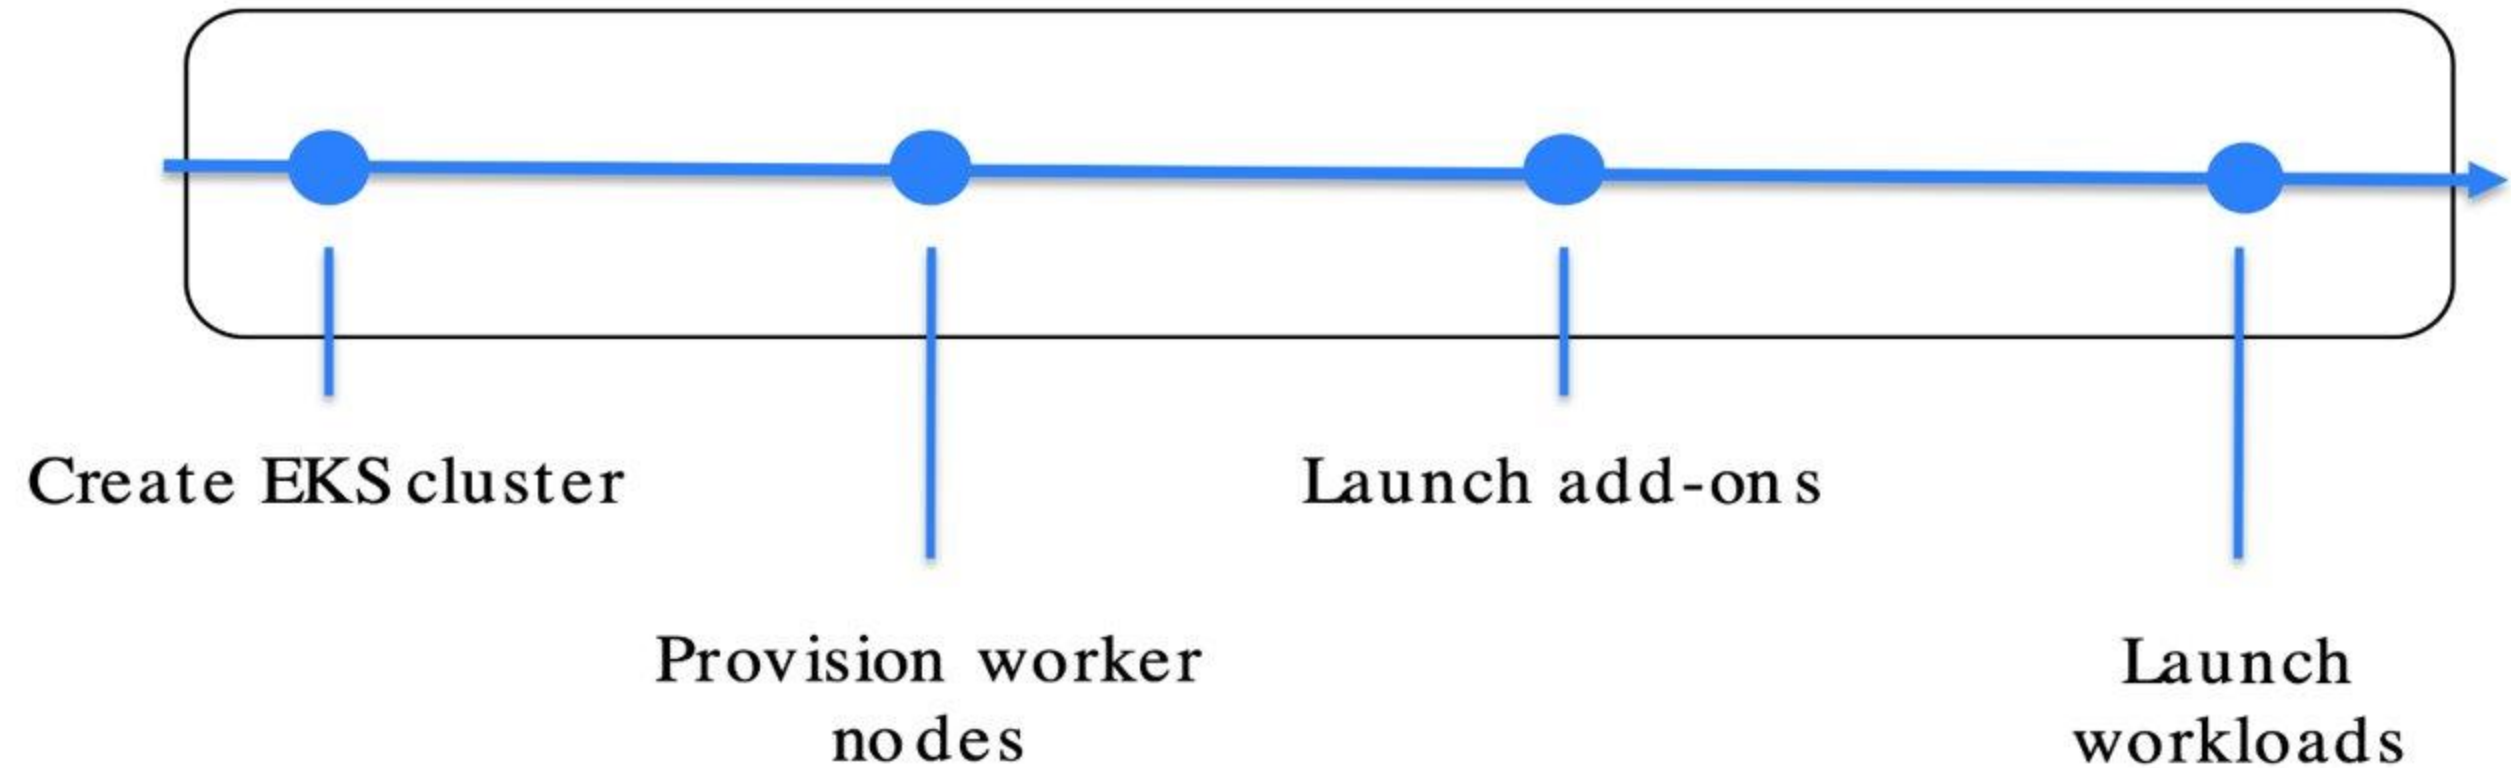 Create EKS cluster
Provision worker
nodes
Launch add-ons
Launch
workloads